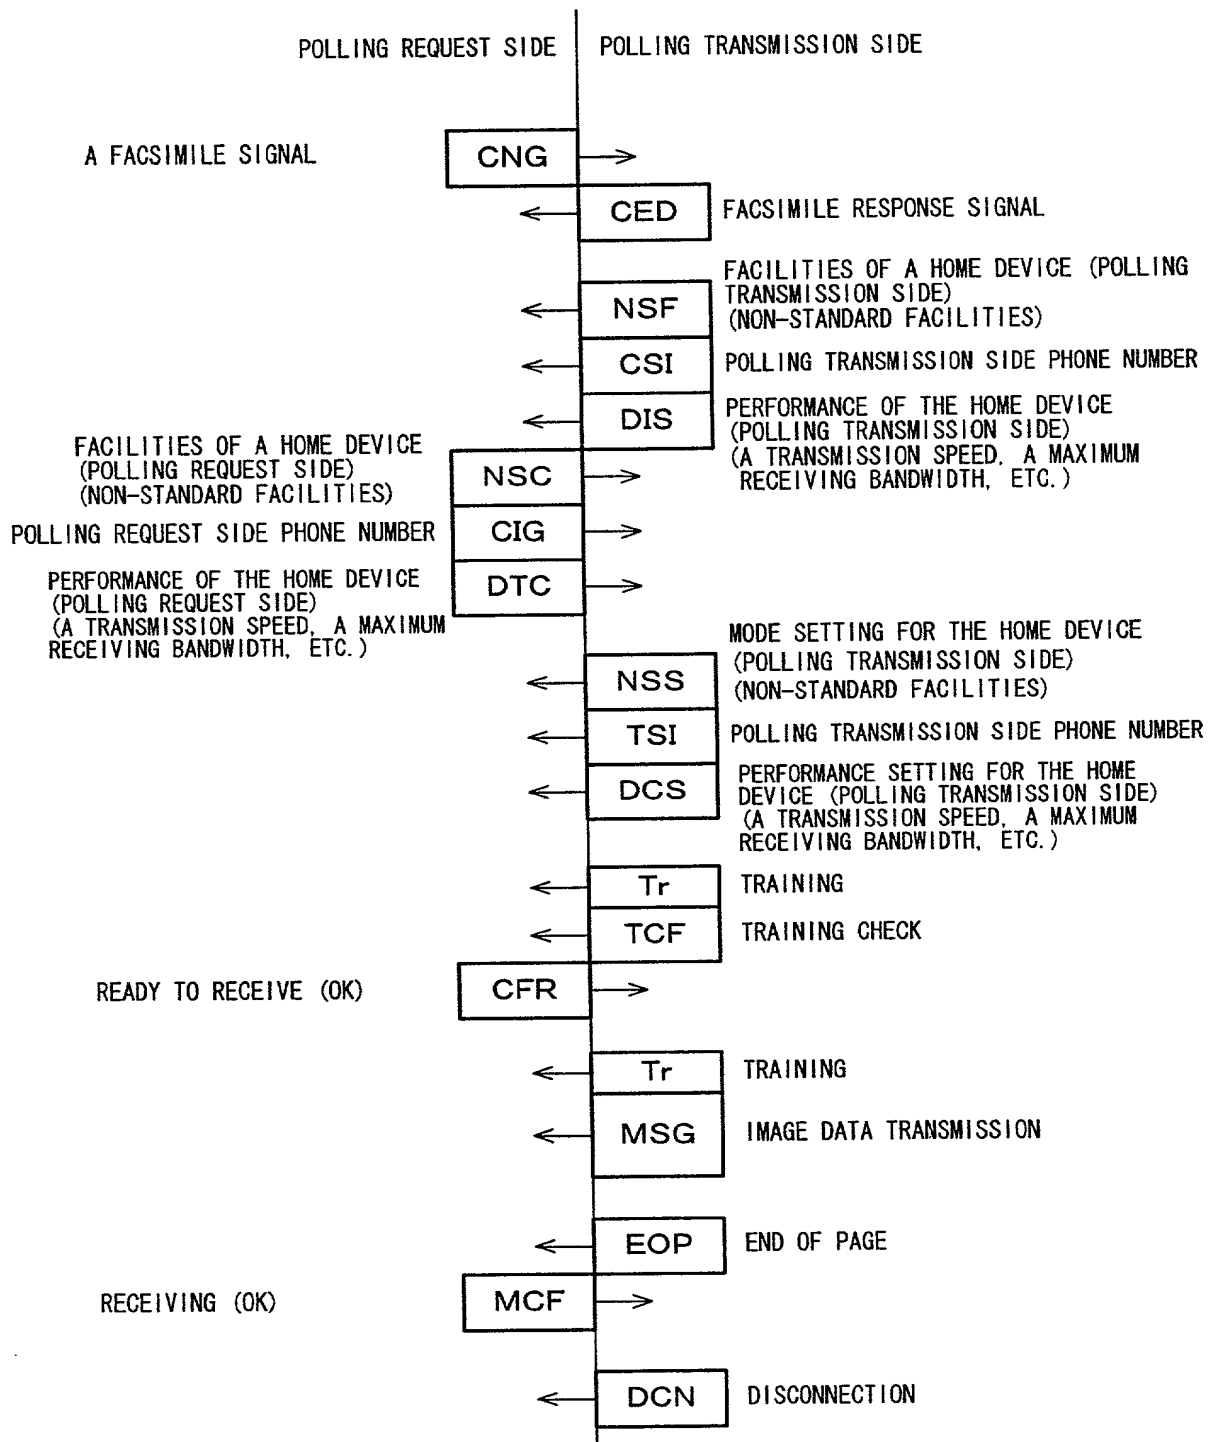 POLLING REQUEST SIDE
POLLING TRANSMISSION SIDE
A FACSIMILE SIGNAL
CNG
CED
FACSIMILE RESPONSE SIGNAL
FACILITIES OF A HOME DEVICE (POLLING
TRANSMISSION SIDE)
(NON-STANDARD FACILITIES)
NSF
CSI
POLLING TRANSMISSION SIDE PHONE NUMBER
DIS
PERFORMANCE OF THE HOME DEVICE
(POLLING TRANSMISSION SIDE)
(A TRANSMISSION SPEED, A MAXIMUM
RECEIVING BANDWIDTH, ETC.)
FACILITIES OF A HOME DEVICE
(POLLING REQUEST SIDE)
(NON-STANDARD FACILITIES)
NSC
POLLING REQUEST SIDE PHONE NUMBER
CIG
PERFORMANCE OF THE HOME DEVICE
(POLLING REQUEST SIDE)
(A TRANSMISSION SPEED, A MAXIMUM
RECEIVING BANDWIDTH, ETC.)
DTC
MODE SETTING FOR THE HOME DEVICE
(POLLING TRANSMISSION SIDE)
(NON-STANDARD FACILITIES)
NSS
TSI
POLLING TRANSMISSION SIDE PHONE NUMBER
DCS
PERFORMANCE SETTING FOR THE HOME
DEVICE (POLLING TRANSMISSION SIDE)
(A TRANSMISSION SPEED, A MAXIMUM
RECEIVING BANDWIDTH, ETC.)
Tr
TRAINING
TCF
TRAINING CHECK
READY TO RECEIVE (OK)
CFR
Tr
TRAINING
MSG
IMAGE DATA TRANSMISSION
EOP
END OF PAGE
RECEIVING (OK)
MCF
DCN
DISCONNECTION